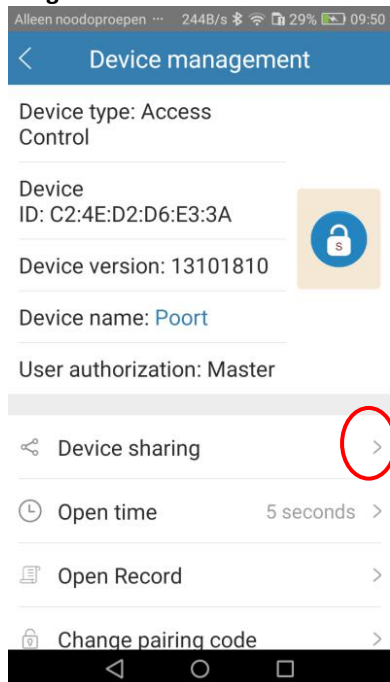 Alleen noodoproepen ··· 244B/s 29% 09:50
Device management
Device type: Access
Control
Device
ID: C2:4E:D2:D6:E3:3A
S
Device version: 13101810
Device name: Poort
User authorization: Master
Device sharing
Open time 5 seconds
Open Record
Change pairing code